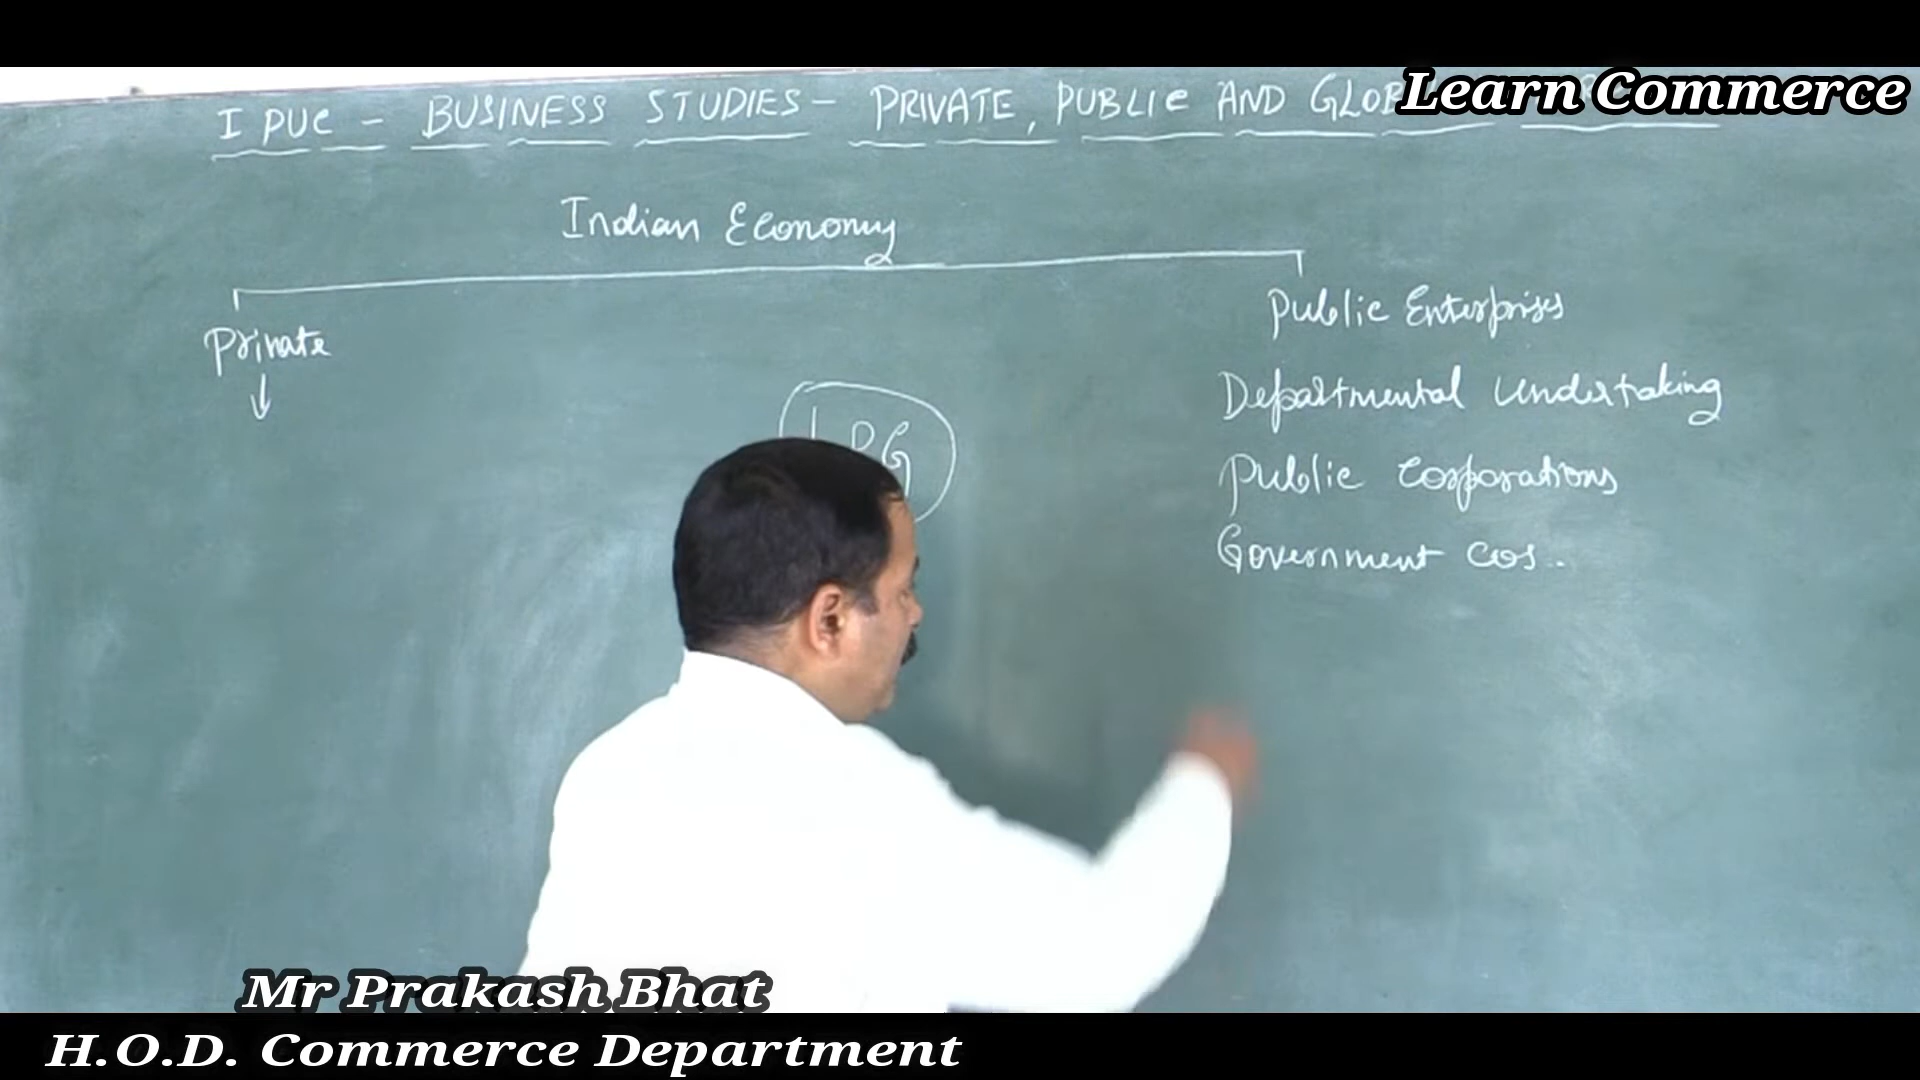 Learn Commerce
I PUC - BUSINESS STUDIES - PRIVATE, PUBLIC AND
Indian Economy
Private
Public Enterprises
Departmental Undertaking
Public Corporations
Government Cos..
Mr Prakash Bhat
H.O.D. Commerce Department